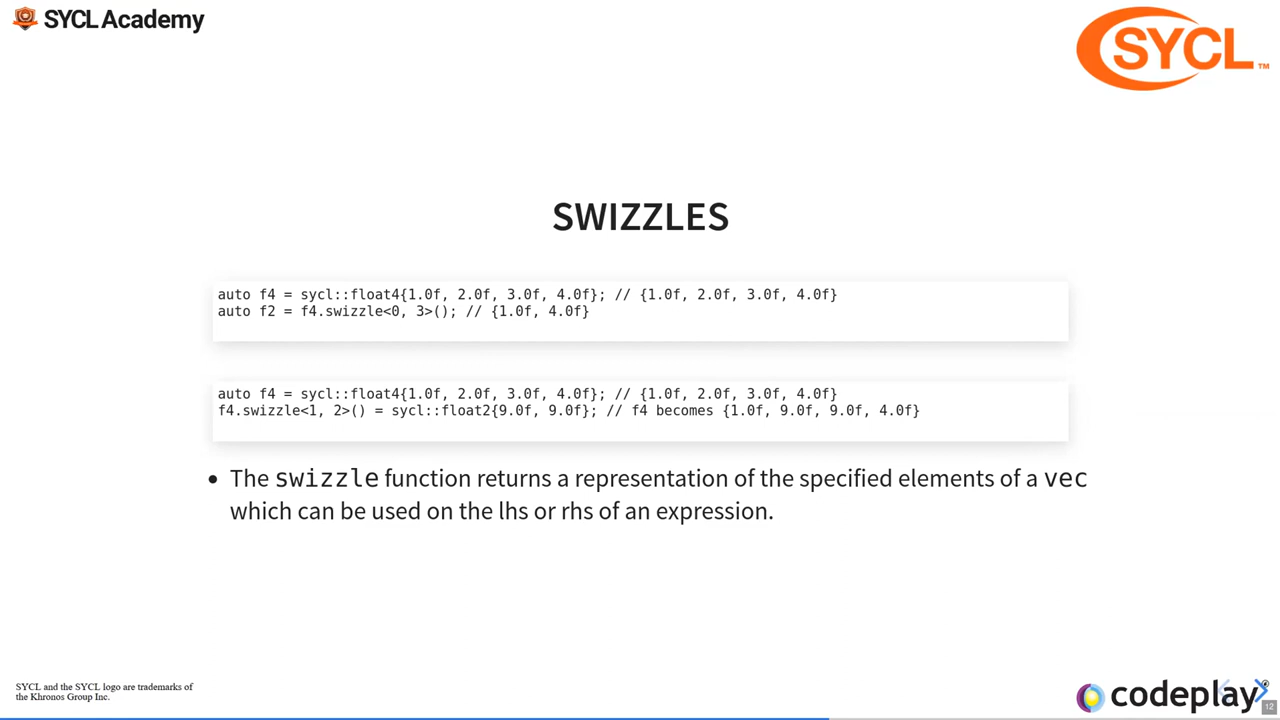 SYCL Academy
SYCL™
SWIZZLES
auto f4 = sycl::float4{1.0f, 2.0f, 3.0f, 4.0f}; // {1.0f, 2.0f, 3.0f, 4.0f}
auto f2 = f4.swizzle<0, 3>(); // {1.0f, 4.0f}
auto f4 = sycl::float4{1.0f, 2.0f, 3.0f, 4.0f}; // {1.0f, 2.0f, 3.0f, 4.0f}
f4.swizzle<1, 2>() = sycl::float2{9.0f, 9.0f}; // f4 becomes {1.0f, 9.0f, 9.0f, 4.0f}
• The swizzle function returns a representation of the specified elements of a vec
which can be used on the lhs or rhs of an expression.
SYCL and the SYCL logo are trademarks of
the Khronos Group Inc.
codeplay
12